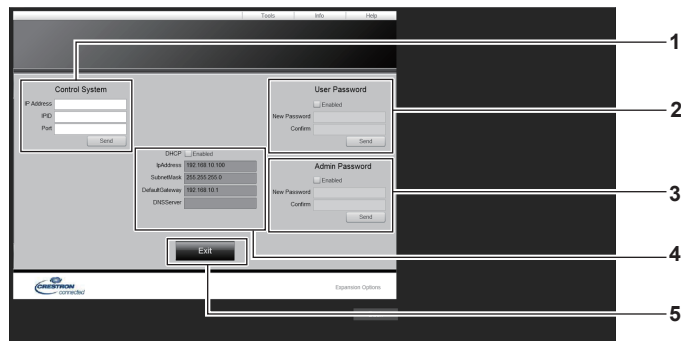 Tools Info Help
1
Control System
IP Address
IPID
Port
Send
User Password
Enabled
New Password
Confirm
Send
2
DHCP Enabled
IpAddress 192.168.10.100
SubnetMask 255.255.255.0
DefaultGateway 192.168.10.1
DNSServer
Admin Password
Enabled
New Password
Confirm
Send
3
4
Exit
CRESTRON
connected
Expansion Options
5